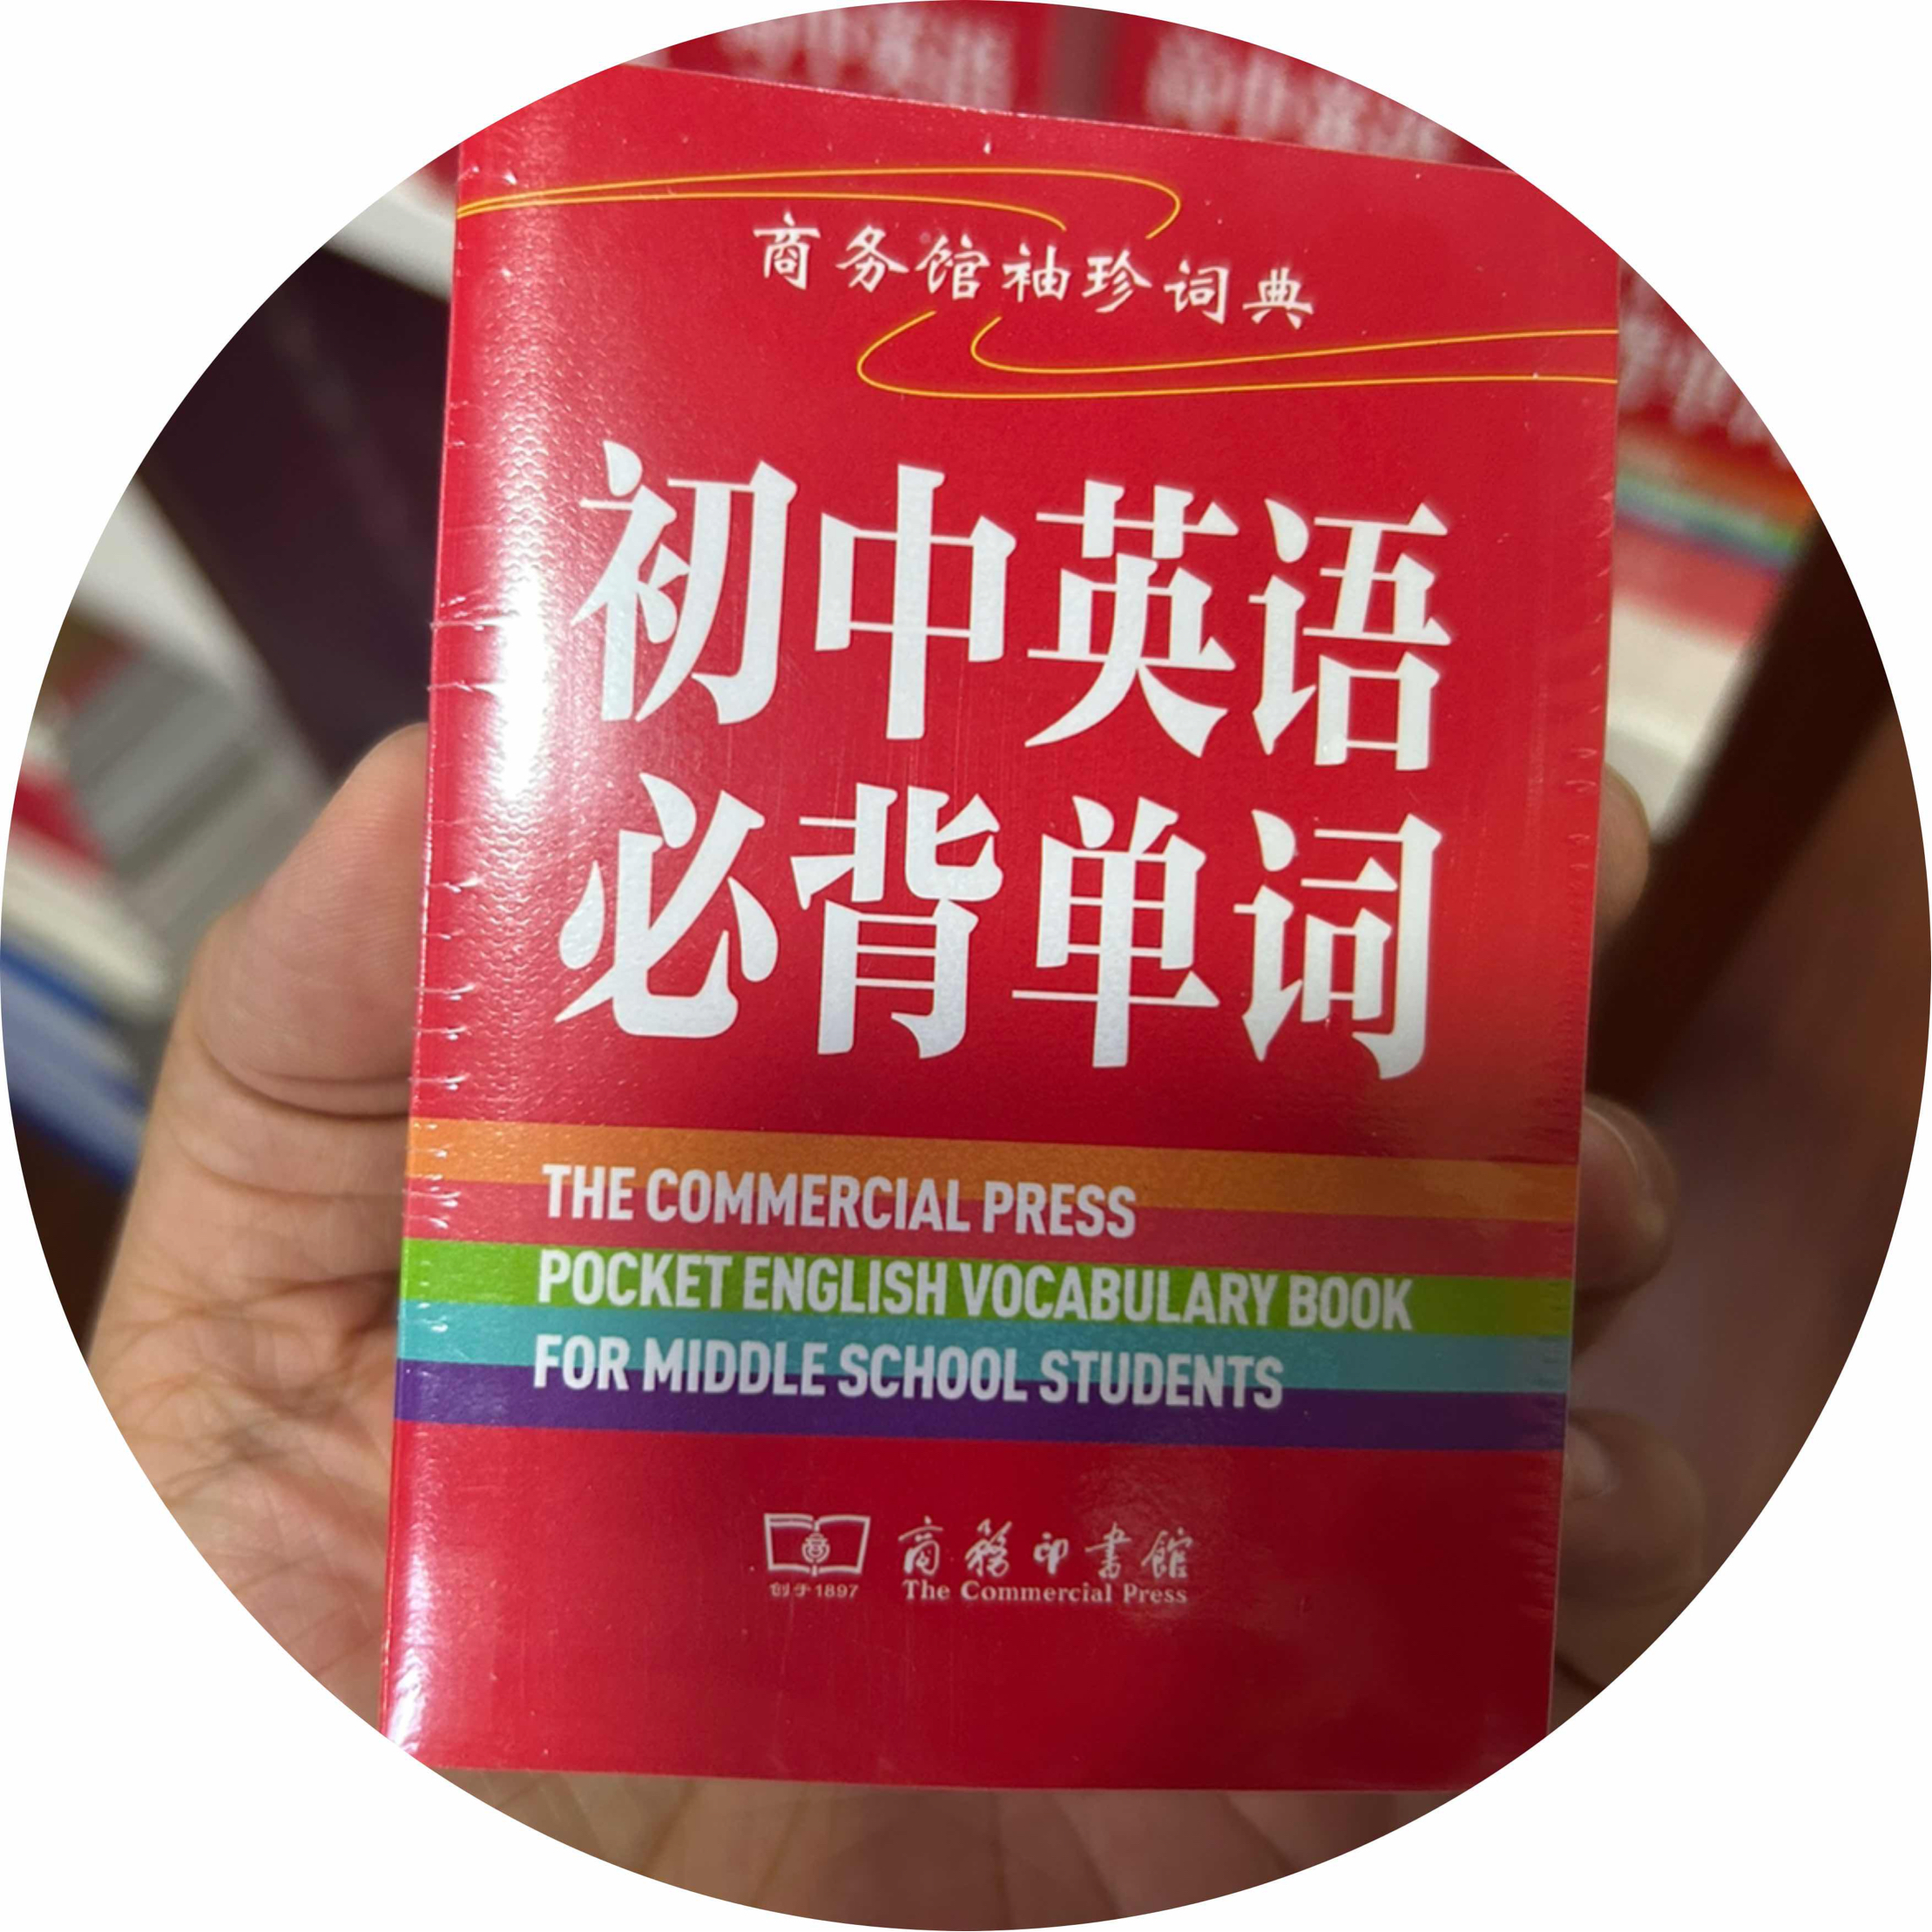 商务馆袖珍词典
初中英语
必背单词
THE COMMERCIAL PRESS
POCKET ENGLISH VOCABULARY BOOK
FOR MIDDLE SCHOOL STUDENTS
创于1897
商務印書館
The Commercial Press